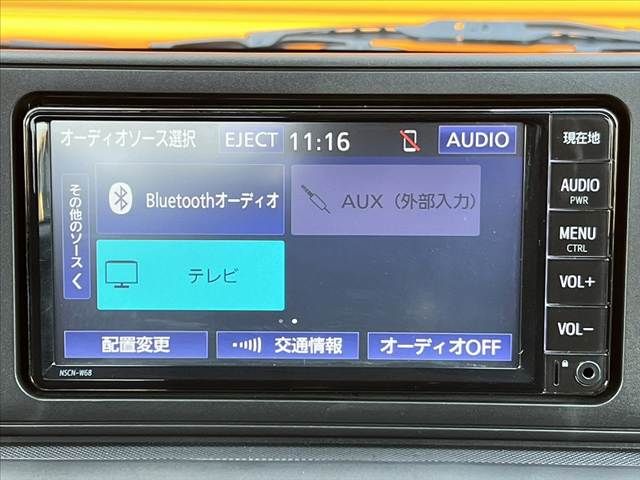 オーディオソース選択
EJECT
11:16
AUDIO
その他のソース
Bluetoothオーディオ
AUX（外部入力）
テレビ
配置変更
交通情報
オーディオOFF
NSCN-W68
現在地
AUDIO
PWR
MENU
CTRL
VOL+
VOL−